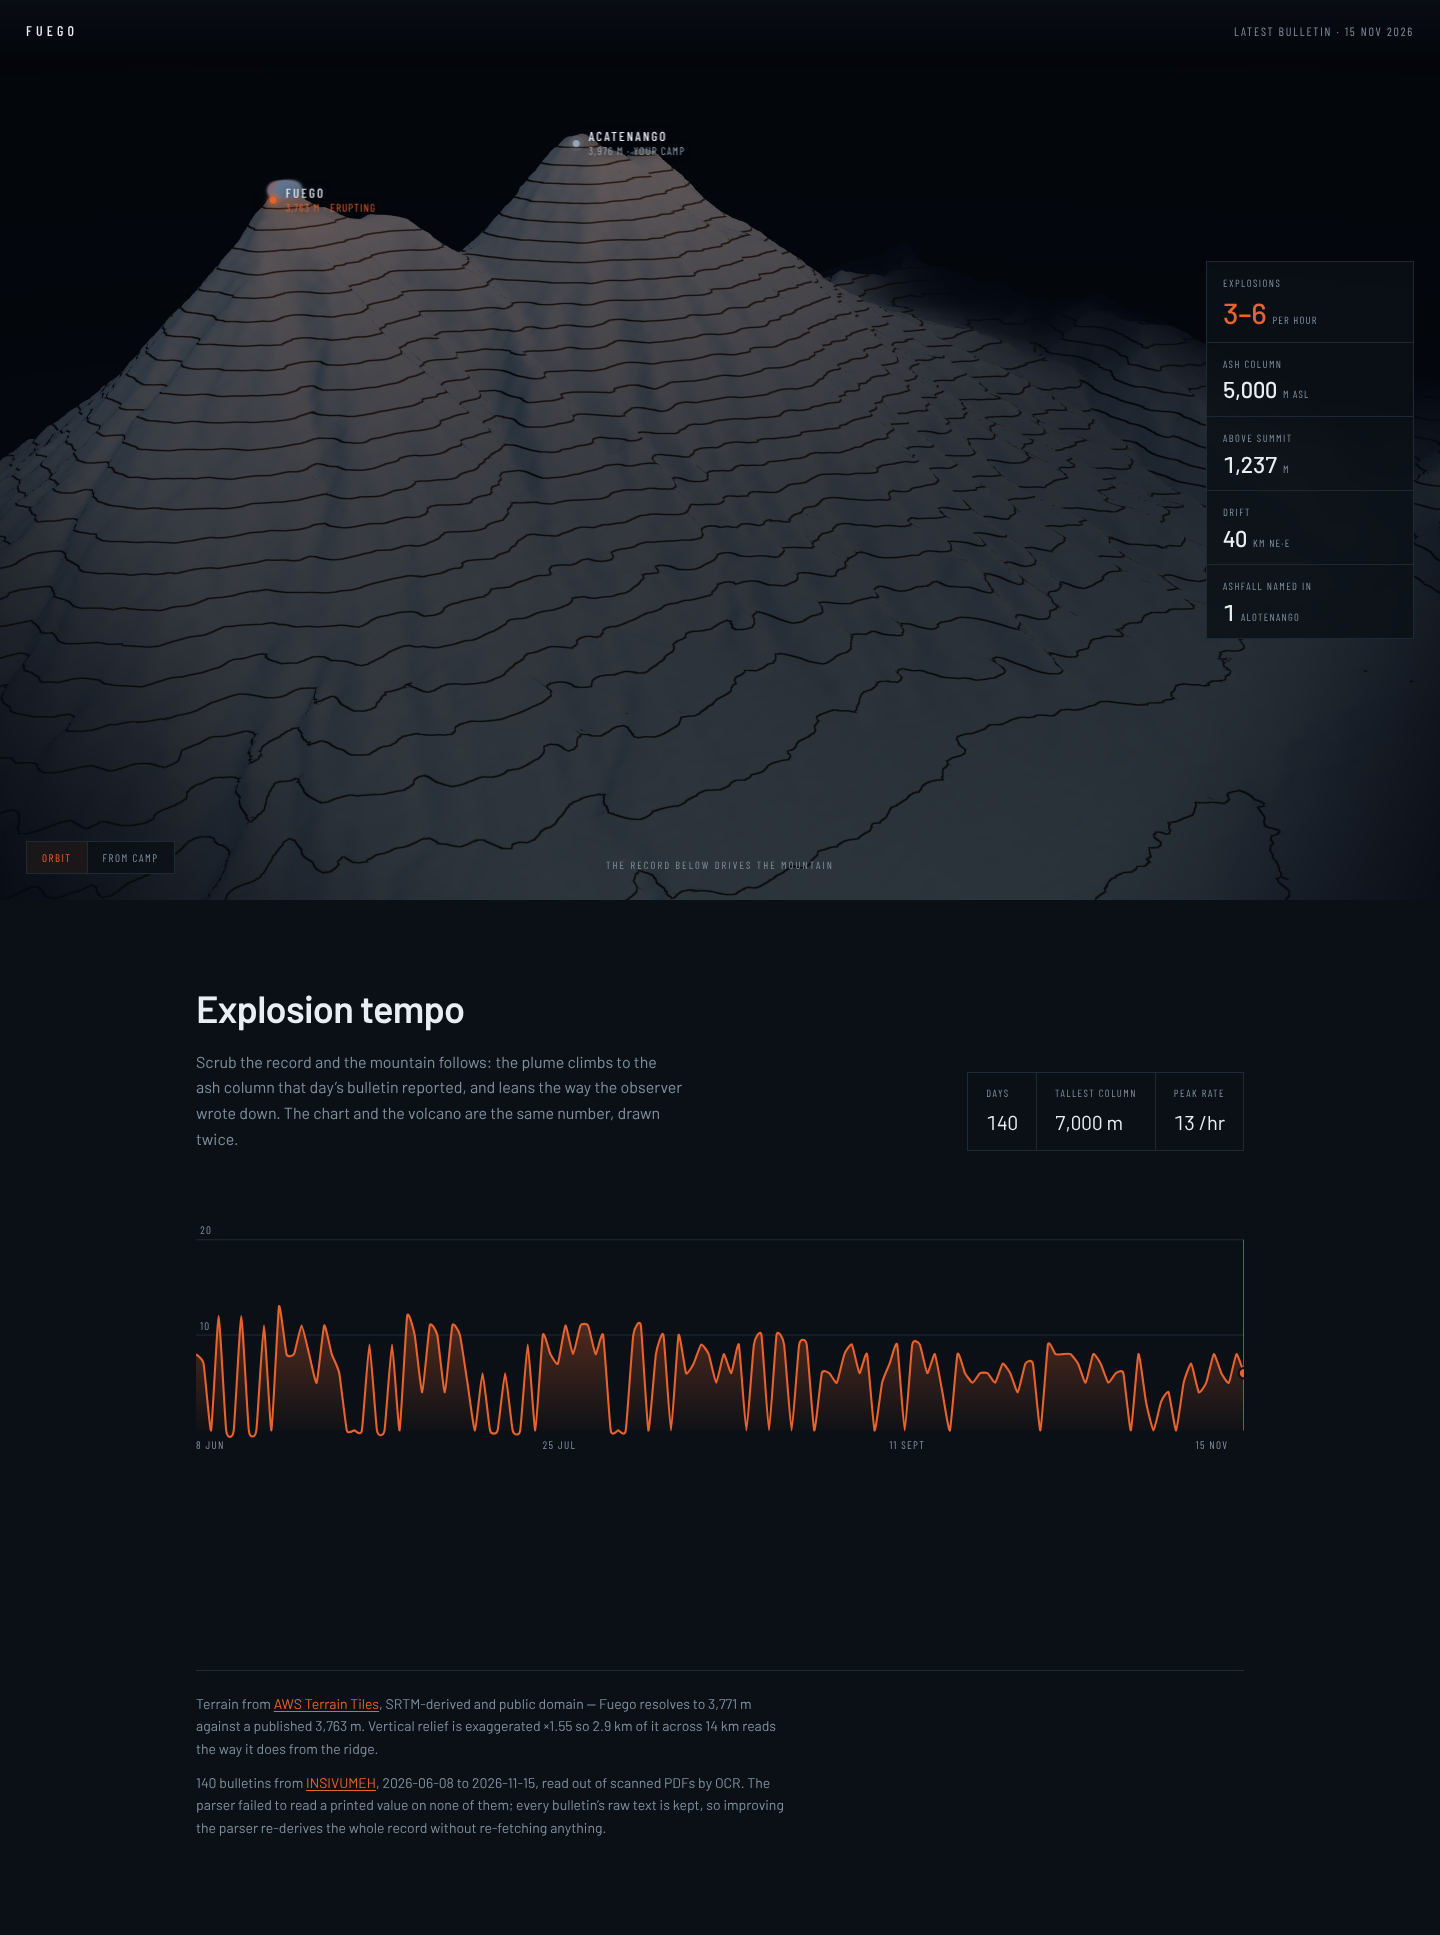 FUEGO
LATEST BULLETIN · 15 NOV 2026
ACATENANGO
3,976 M · YOUR CAMP
FUEGO
3,763 M · ERUPTING
EXPLOSIONS
3–6 PER HOUR
ASH COLUMN
5,000 M ASL
ABOVE SUMMIT
1,237 M
DRIFT
40 KM NE·E
ASHFALL NAMED IN
1 ALOTENANGO
ORBIT
FROM CAMP
THE RECORD BELOW DRIVES THE MOUNTAIN
Explosion tempo
Scrub the record and the mountain follows: the plume climbs to the
ash column that day’s bulletin reported, and leans the way the observer
wrote down. The chart and the volcano are the same number, drawn
twice.
DAYS
140
TALLEST COLUMN
7,000 m
PEAK RATE
13 /hr
20
10
8 JUN
25 JUL
11 SEPT
15 NOV
Terrain from AWS Terrain Tiles, SRTM-derived and public domain — Fuego resolves to 3,771 m
against a published 3,763 m. Vertical relief is exaggerated ×1.55 so 2.9 km of it across 14 km reads
the way it does from the ridge.
140 bulletins from INSIVUMEH, 2026-06-08 to 2026-11-15, read out of scanned PDFs by OCR. The
parser failed to read a printed value on none of them; every bulletin’s raw text is kept, so improving
the parser re-derives the whole record without re-fetching anything.